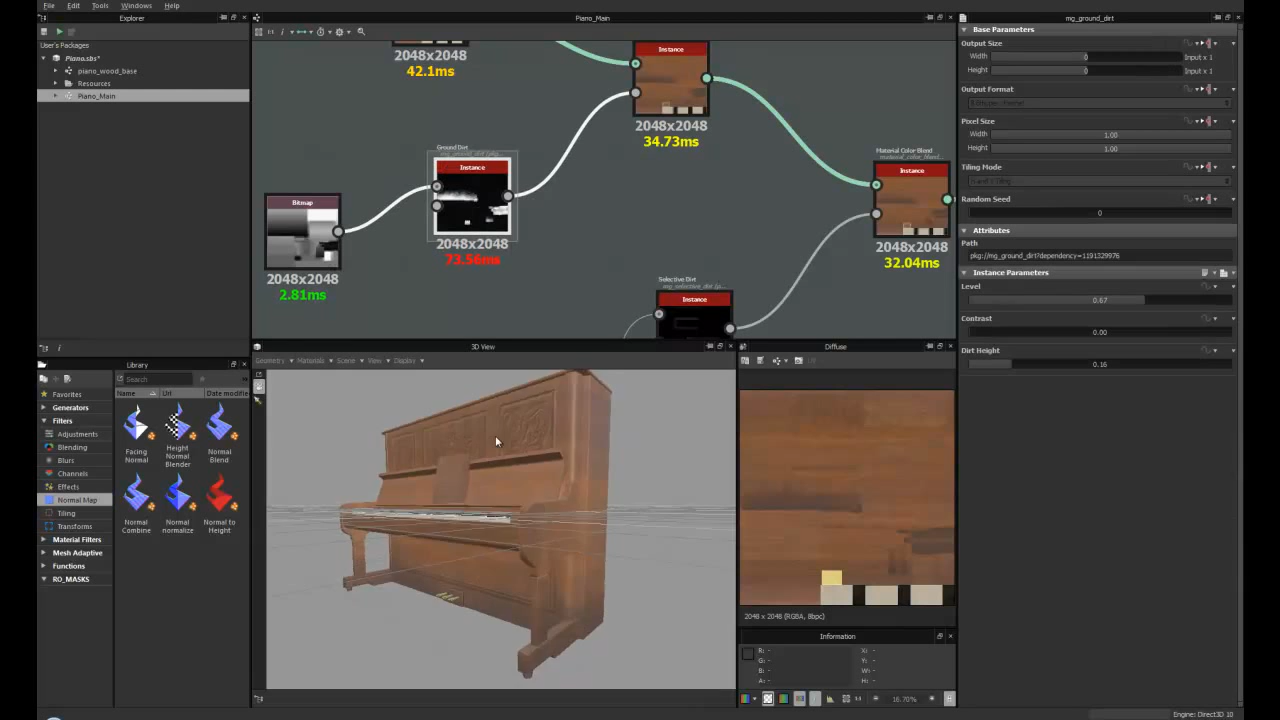 File Edit Tools Windows Help
Explorer
User's Packages
Piano.sbs*
piano_wood_base
Resources
Piano_Main
Library
Search
Name Url Date modifie
Favorites
Generators
Filters
Adjustments
Blending
Blurs
Channels
Effects
Normal Map
Tiling
Transforms
Material Filters
Mesh Adaptive
Functions
RO_MASKS
Facing Normal
Height Normal Blender
Normal Blend
Normal Combine
Normal normalize
Normal to Height
Piano_Main
2048x2048
42.1ms
Instance
2048x2048
34.73ms
Ground Dirt
Instance
2048x2048
73.56ms
Bitmap
2048x2048
2.81ms
Material Color Blend
Instance
2048x2048
32.04ms
Selective Dirt
Instance
3D View
Geometry Materials Scene View Display
Diffuse
2048 x 2048 (RGBA, 8bpc)
Information
R: - X: -
G: - Y: -
B: - W: -
A: - H: -
16.70%
mg_ground_dirt
Base Parameters
Output Size
Width 0 Input x 1
Height 0 Input x 1
Output Format
Pixel Size
Width 1.00
Height 1.00
Tiling Mode
Random Seed
0
Attributes
Path
pkg://mg_ground_dirt?dependency=1191329976
Instance Parameters
Level
0.67
Contrast
0.00
Dirt Height
0.16
Engine: Direct3D 10